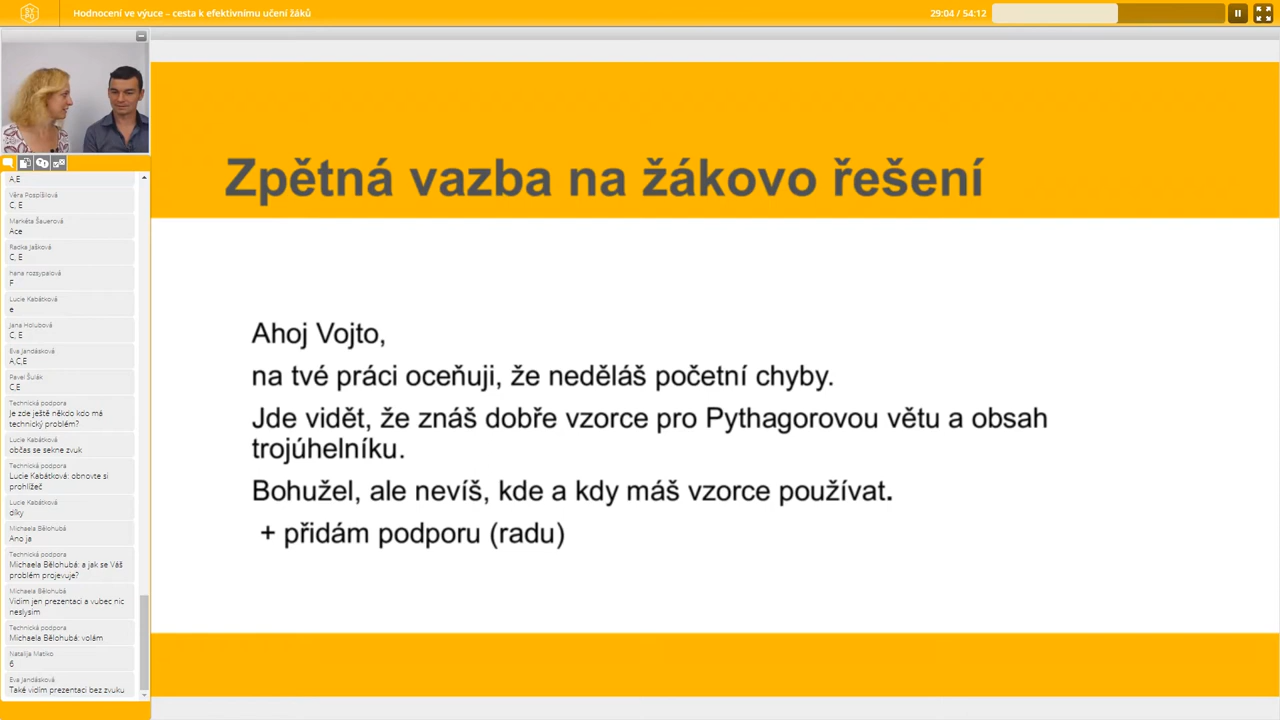 Hodnocení ve výuce – cesta k efektivnímu učení žáků
29:04 / 54:12
Zpětná vazba na žákovo řešení
Ahoj Vojto,
na tvé práci oceňuji, že neděláš početní chyby.
Jde vidět, že znáš dobře vzorce pro Pythagorovou větu a obsah
trojúhelníku.
Bohužel, ale nevíš, kde a kdy máš vzorce používat.
+ přidám podporu (radu)
A,E
Věra Pospíšilová
C, E
Markéta Šauerová
Ace
Radka Jašková
C, E
hana rozsypalová
F
Lucie Kabátková
e
Jana Holubová
C, E
Eva Jandásková
A,C,E
Pavel Šulák
C,E
Technická podpora
Je zde ještě někdo kdo má
technický problém?
Lucie Kabátková
občas se sekne zvuk
Technická podpora
Lucie Kabátková: obnovte si
prohlížeč
Lucie Kabátková
díky
Michaela Bělohubá
Ano ja
Technická podpora
Michaela Bělohubá: a jak se Váš
problém projevuje?
Michaela Bělohubá
Vidim jen prezentaci a vubec nic
neslysim
Technická podpora
Michaela Bělohubá: volám
Natalija Matiko
6
Eva Jandásková
Také vidím prezentaci bez zvuku